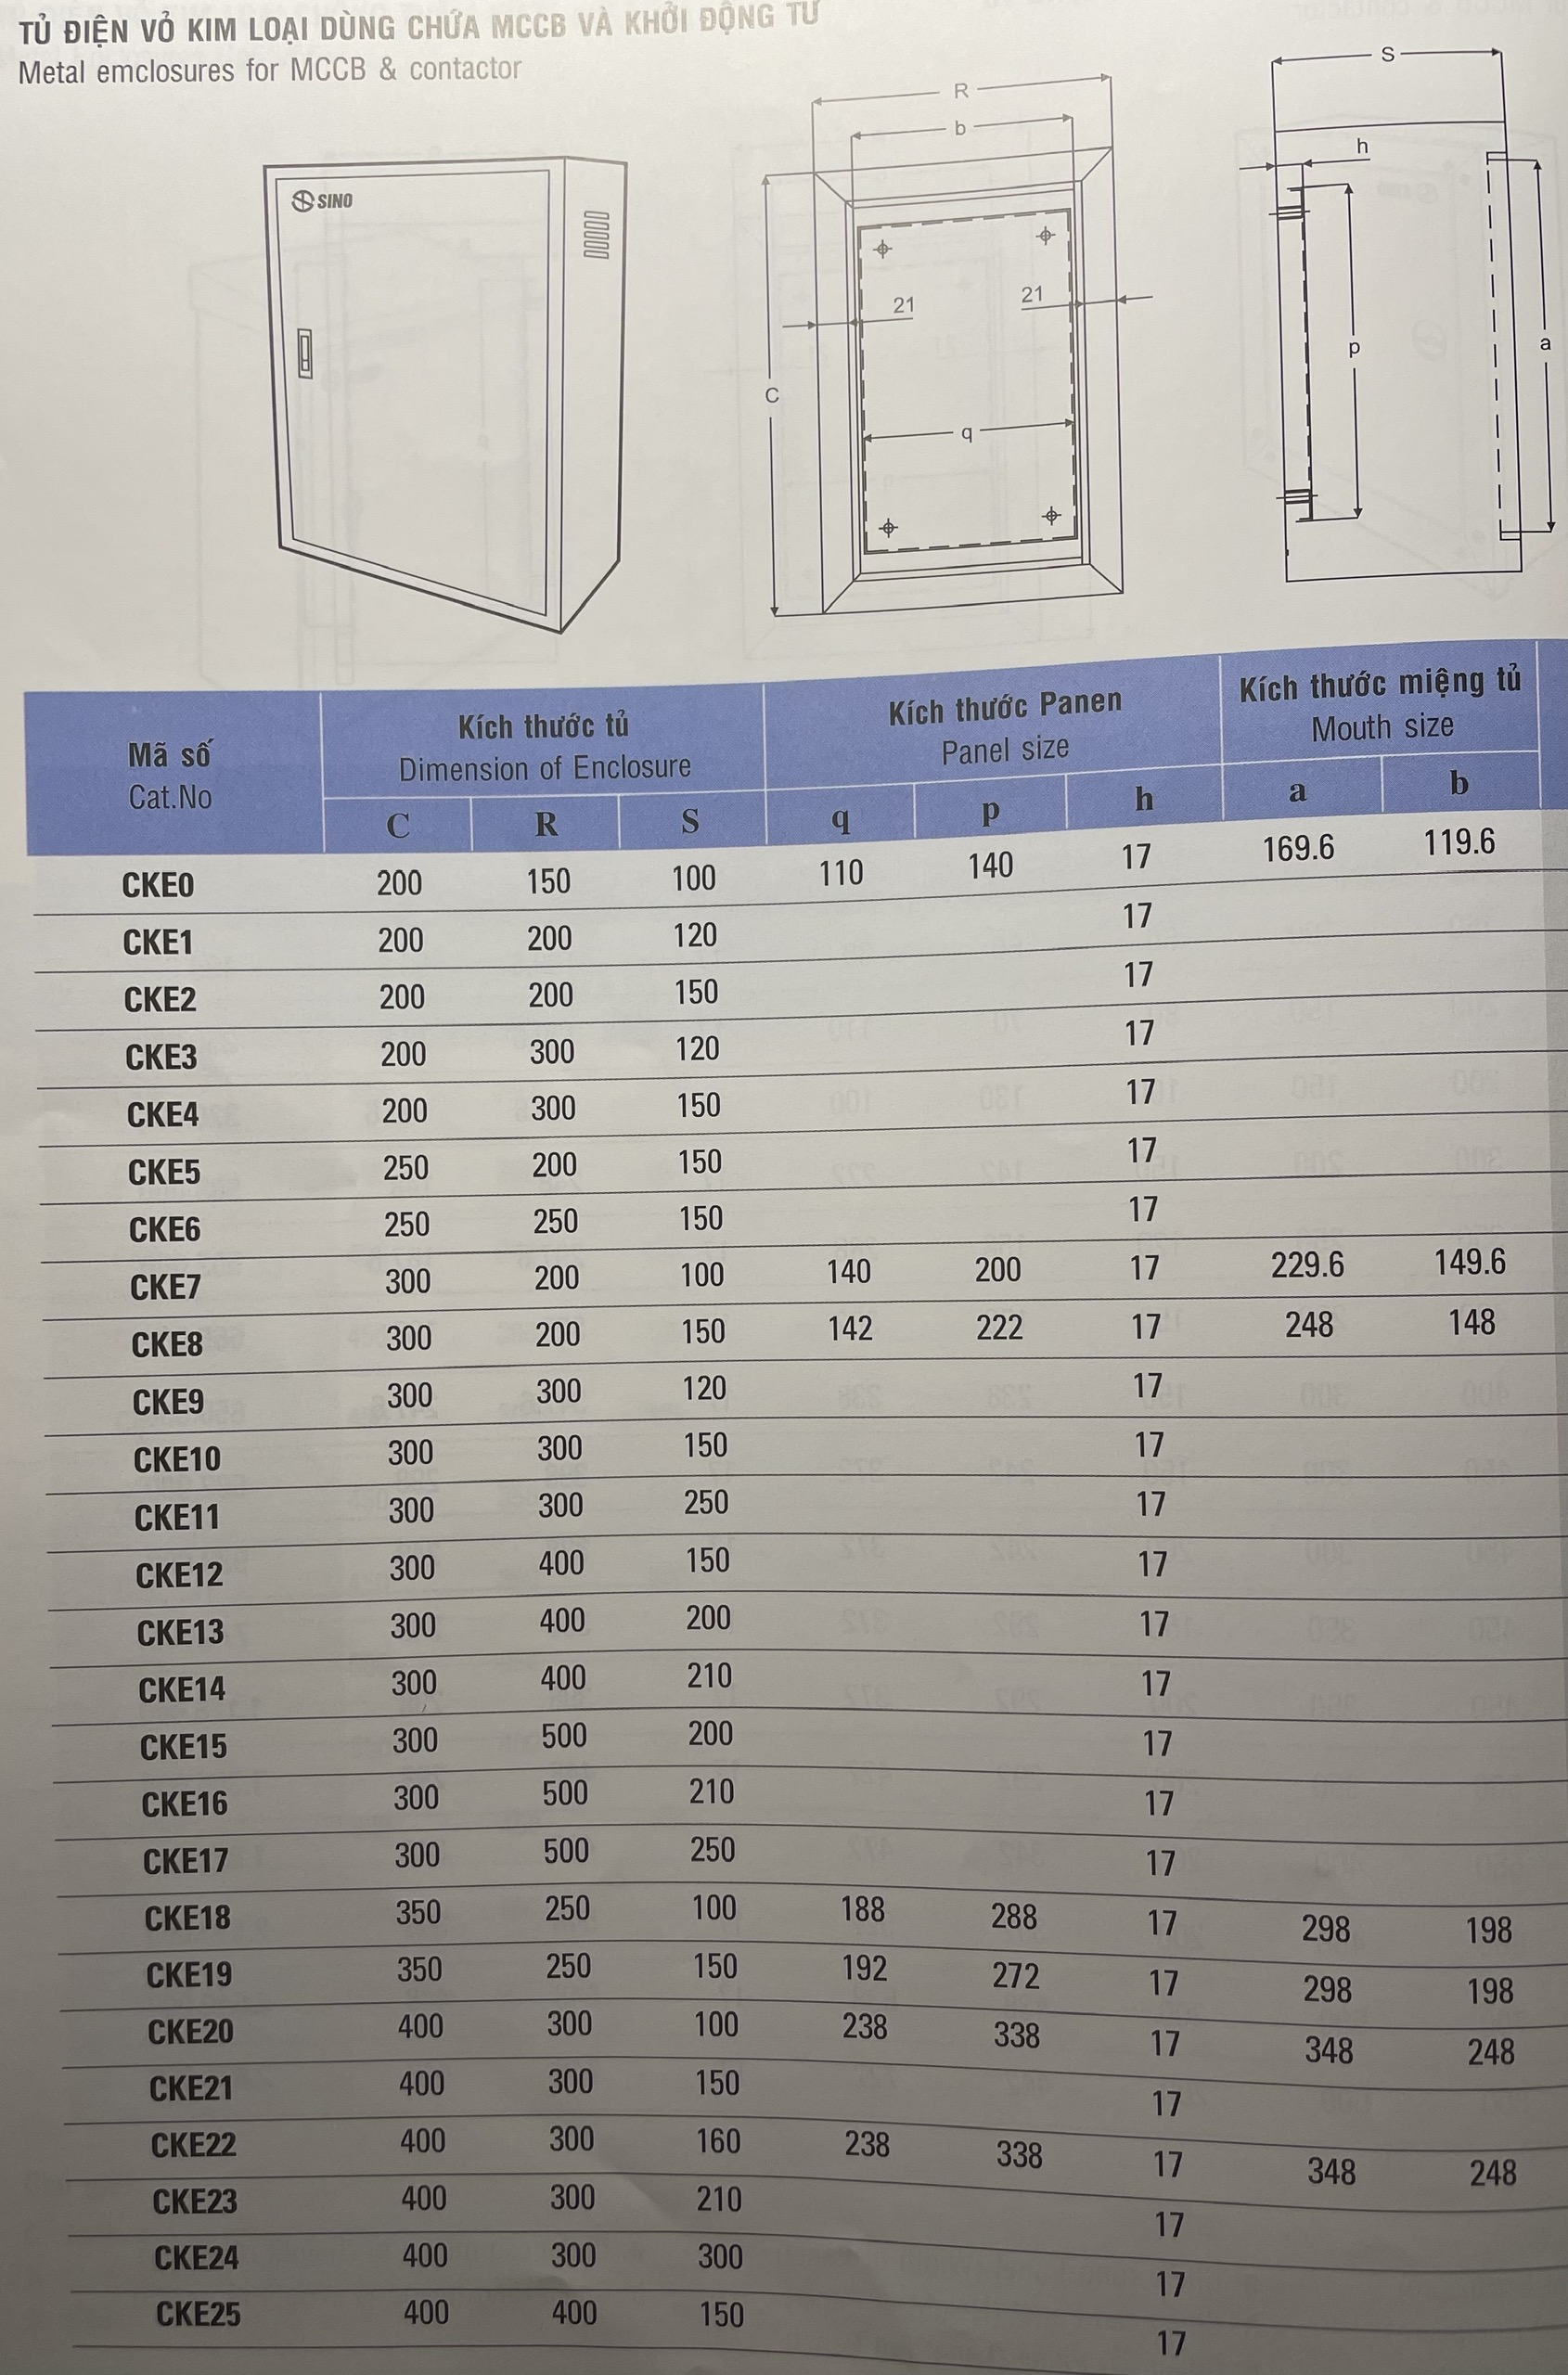 TỦ ĐIỆN VỎ KIM LOẠI DÙNG CHỨA MCCB VÀ KHỞI ĐỘNG TỪ
Metal emclosures for MCCB & contactor
SINO
R
b
C
21 21
q
S
h
p
a
Mã số
Cat.No
Kích thước tủ
Dimension of Enclosure
Kích thước Panen
Panel size
Kích thước miệng tủ
Mouth size
C R S q p h a b
CKE0 200 150 100 110 140 17 169.6 119.6
CKE1 200 200 120 17
CKE2 200 200 150 17
CKE3 200 300 120 17
CKE4 200 300 150 17
CKE5 250 200 150 17
CKE6 250 250 150 17
CKE7 300 200 100 140 200 17 229.6 149.6
CKE8 300 200 150 142 222 17 248 148
CKE9 300 300 120 17
CKE10 300 300 150 17
CKE11 300 300 250 17
CKE12 300 400 150 17
CKE13 300 400 200 17
CKE14 300 400 210 17
CKE15 300 500 200 17
CKE16 300 500 210 17
CKE17 300 500 250 17
CKE18 350 250 100 188 288 17 298 198
CKE19 350 250 150 192 272 17 298 198
CKE20 400 300 100 238 338 17 348 248
CKE21 400 300 150 17
CKE22 400 300 160 238 338 17 348 248
CKE23 400 300 210 17
CKE24 400 300 300 17
CKE25 400 400 150 17